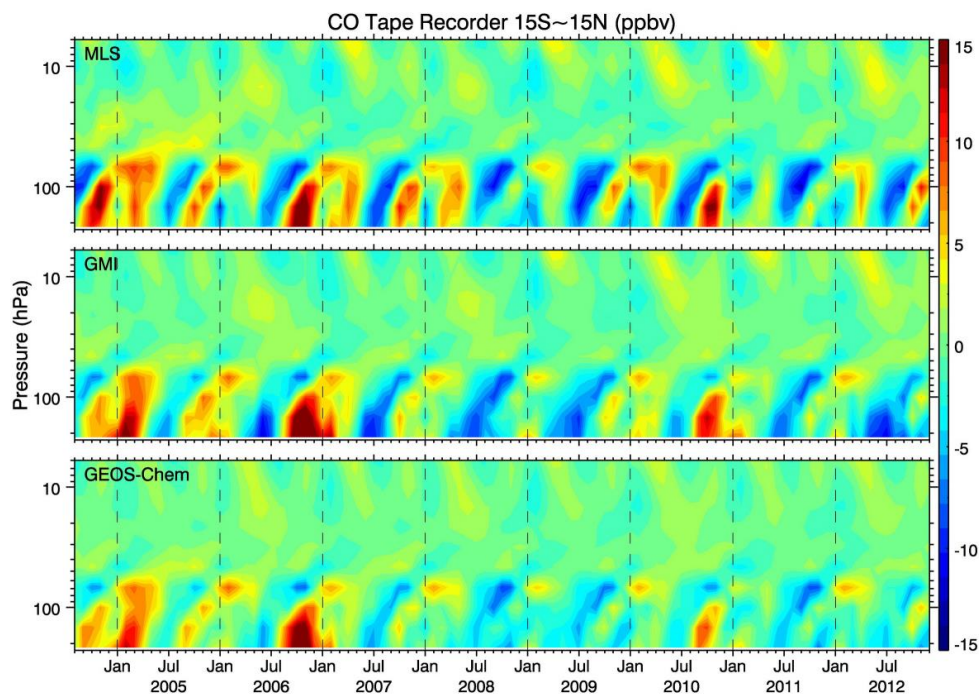 CO Tape Recorder 15S~15N (ppbv)
MLS
10
100
GMI
10
100
Pressure (hPa)
GEOS-Chem
10
100
Jan Jul Jan Jul Jan Jul Jan Jul Jan Jul Jan Jul Jan Jul Jan Jul
2005 2006 2007 2008 2009 2010 2011 2012
15
10
5
0
-5
-10
-15